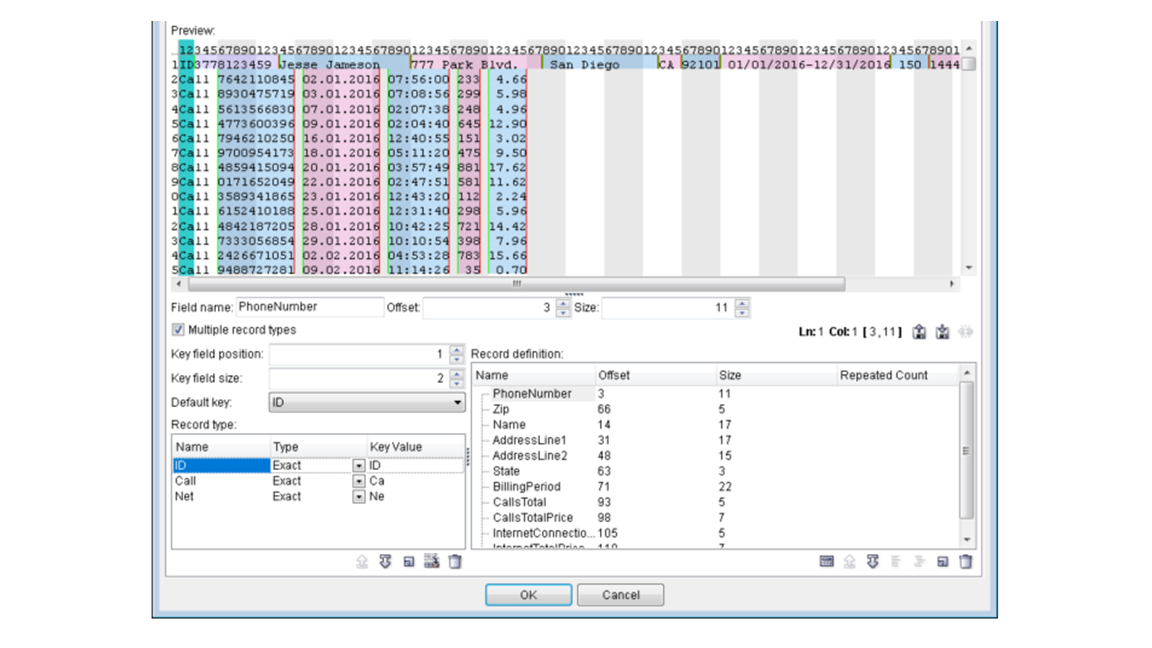 Preview:
12345678901234567890123456789012345678901234567890123456789012345678901234567890123456789012345678901
1ID3778123459 Jesse Jameson 777 Park Blvd. San Diego CA 92101 01/01/2016-12/31/2016 150 1444
2Call 7642110845 02.01.2016 07:56:00 233 4.66
3Call 8930475719 03.01.2016 07:08:56 299 5.98
4Call 5613566830 07.01.2016 02:07:38 248 4.96
5Call 4773600396 09.01.2016 02:04:40 645 12.90
6Call 7946210250 16.01.2016 12:40:55 151 3.02
7Call 9700954173 18.01.2016 05:11:20 475 9.50
8Call 4859415094 20.01.2016 03:57:49 881 17.62
9Call 0171652049 22.01.2016 02:47:51 581 11.62
0Call 3589341865 23.01.2016 12:43:20 112 2.24
1Call 6152410188 25.01.2016 12:31:40 298 5.96
2Call 4842187205 28.01.2016 10:42:25 721 14.42
3Call 7333056854 29.01.2016 10:10:54 398 7.96
4Call 2426671051 02.02.2016 04:53:28 783 15.66
5Call 9488727281 09.02.2016 11:14:26 35 0.70
Field name: PhoneNumber Offset: 3 Size: 11
Multiple record types
Ln:1 Col:1 [3,11]
Key field position: 1
Key field size: 2
Default key: ID
Record type:
Name Type Key Value
ID Exact ID
Call Exact Ca
Net Exact Ne
Record definition:
Name Offset Size Repeated Count
PhoneNumber 3 11
Zip 66 5
Name 14 17
AddressLine1 31 17
AddressLine2 48 15
State 63 3
BillingPeriod 71 22
CallsTotal 93 5
CallsTotalPrice 98 7
InternetConnectio... 105 5
InternetTotalPrice 110 7
OK Cancel